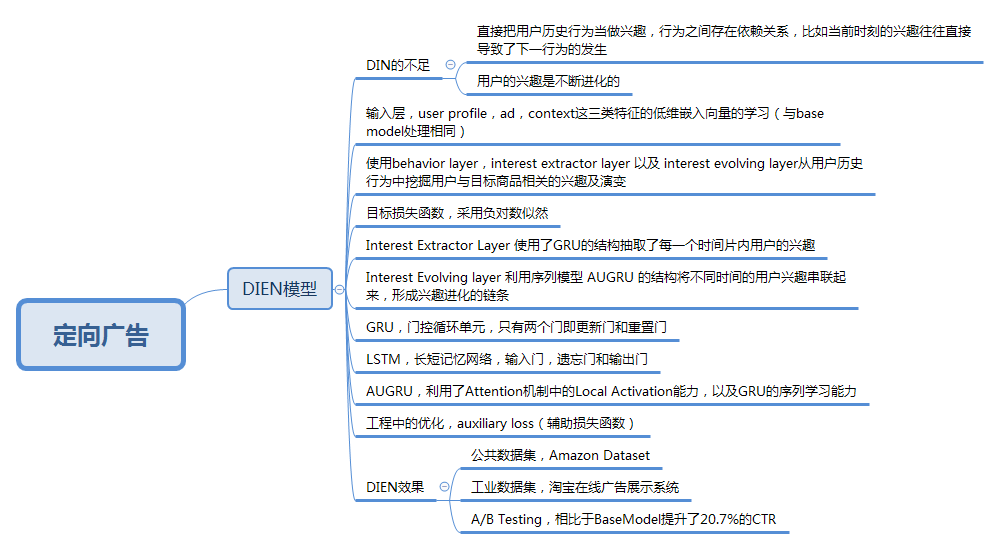 定向广告
DIEN模型
DIN的不足
直接把用户历史行为当做兴趣，行为之间存在依赖关系，比如当前时刻的兴趣往往直接
导致了下一行为的发生
用户的兴趣是不断进化的
输入层，user profile，ad，context这三类特征的低维嵌入向量的学习（与base
model处理相同）
使用behavior layer，interest extractor layer 以及 interest evolving layer从用户历史
行为中挖掘用户与目标商品相关的兴趣及演变
目标损失函数，采用负对数似然
Interest Extractor Layer 使用了GRU的结构抽取了每一个时间片内用户的兴趣
Interest Evolving layer 利用序列模型 AUGRU 的结构将不同时间的用户兴趣串联起
来，形成兴趣进化的链条
GRU，门控循环单元，只有两个门即更新门和重置门
LSTM，长短记忆网络，输入门，遗忘门和输出门
AUGRU，利用了Attention机制中的Local Activation能力，以及GRU的序列学习能力
工程中的优化，auxiliary loss（辅助损失函数）
DIEN效果
公共数据集，Amazon Dataset
工业数据集，淘宝在线广告展示系统
A/B Testing，相比于BaseModel提升了20.7%的CTR